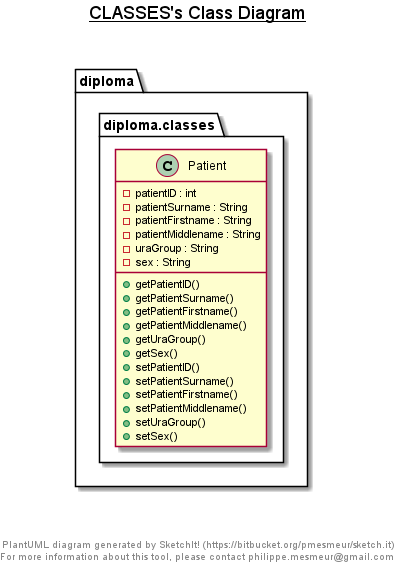 CLASSES's Class Diagram
diploma
diploma.classes
C Patient
patientID : int
patientSurname : String
patientFirstname : String
patientMiddlename : String
uraGroup : String
sex : String
getPatientID()
getPatientSurname()
getPatientFirstname()
getPatientMiddlename()
getUraGroup()
getSex()
setPatientID()
setPatientSurname()
setPatientFirstname()
setPatientMiddlename()
setUraGroup()
setSex()
PlantUML diagram generated by SketchIt! (https://bitbucket.org/pmesmeur/sketch.it)
For more information about this tool, please contact philippe.mesmeur@gmail.com